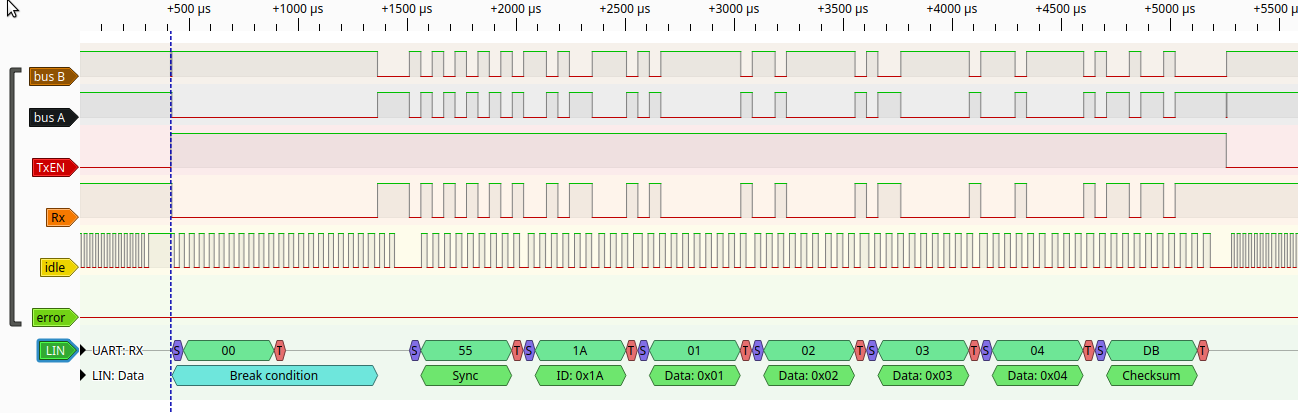 +500 µs +1000 µs +1500 µs +2000 µs +2500 µs +3000 µs +3500 µs +4000 µs +4500 µs +5000 µs +5500 µ
bus B
bus A
TxEN
Rx
idle
error
LIN UART: RX S 00 T S 55 T S 1A T S 01 T S 02 T S 03 T S 04 T S DB T
LIN: Data Break condition Sync ID: 0x1A Data: 0x01 Data: 0x02 Data: 0x03 Data: 0x04 Checksum